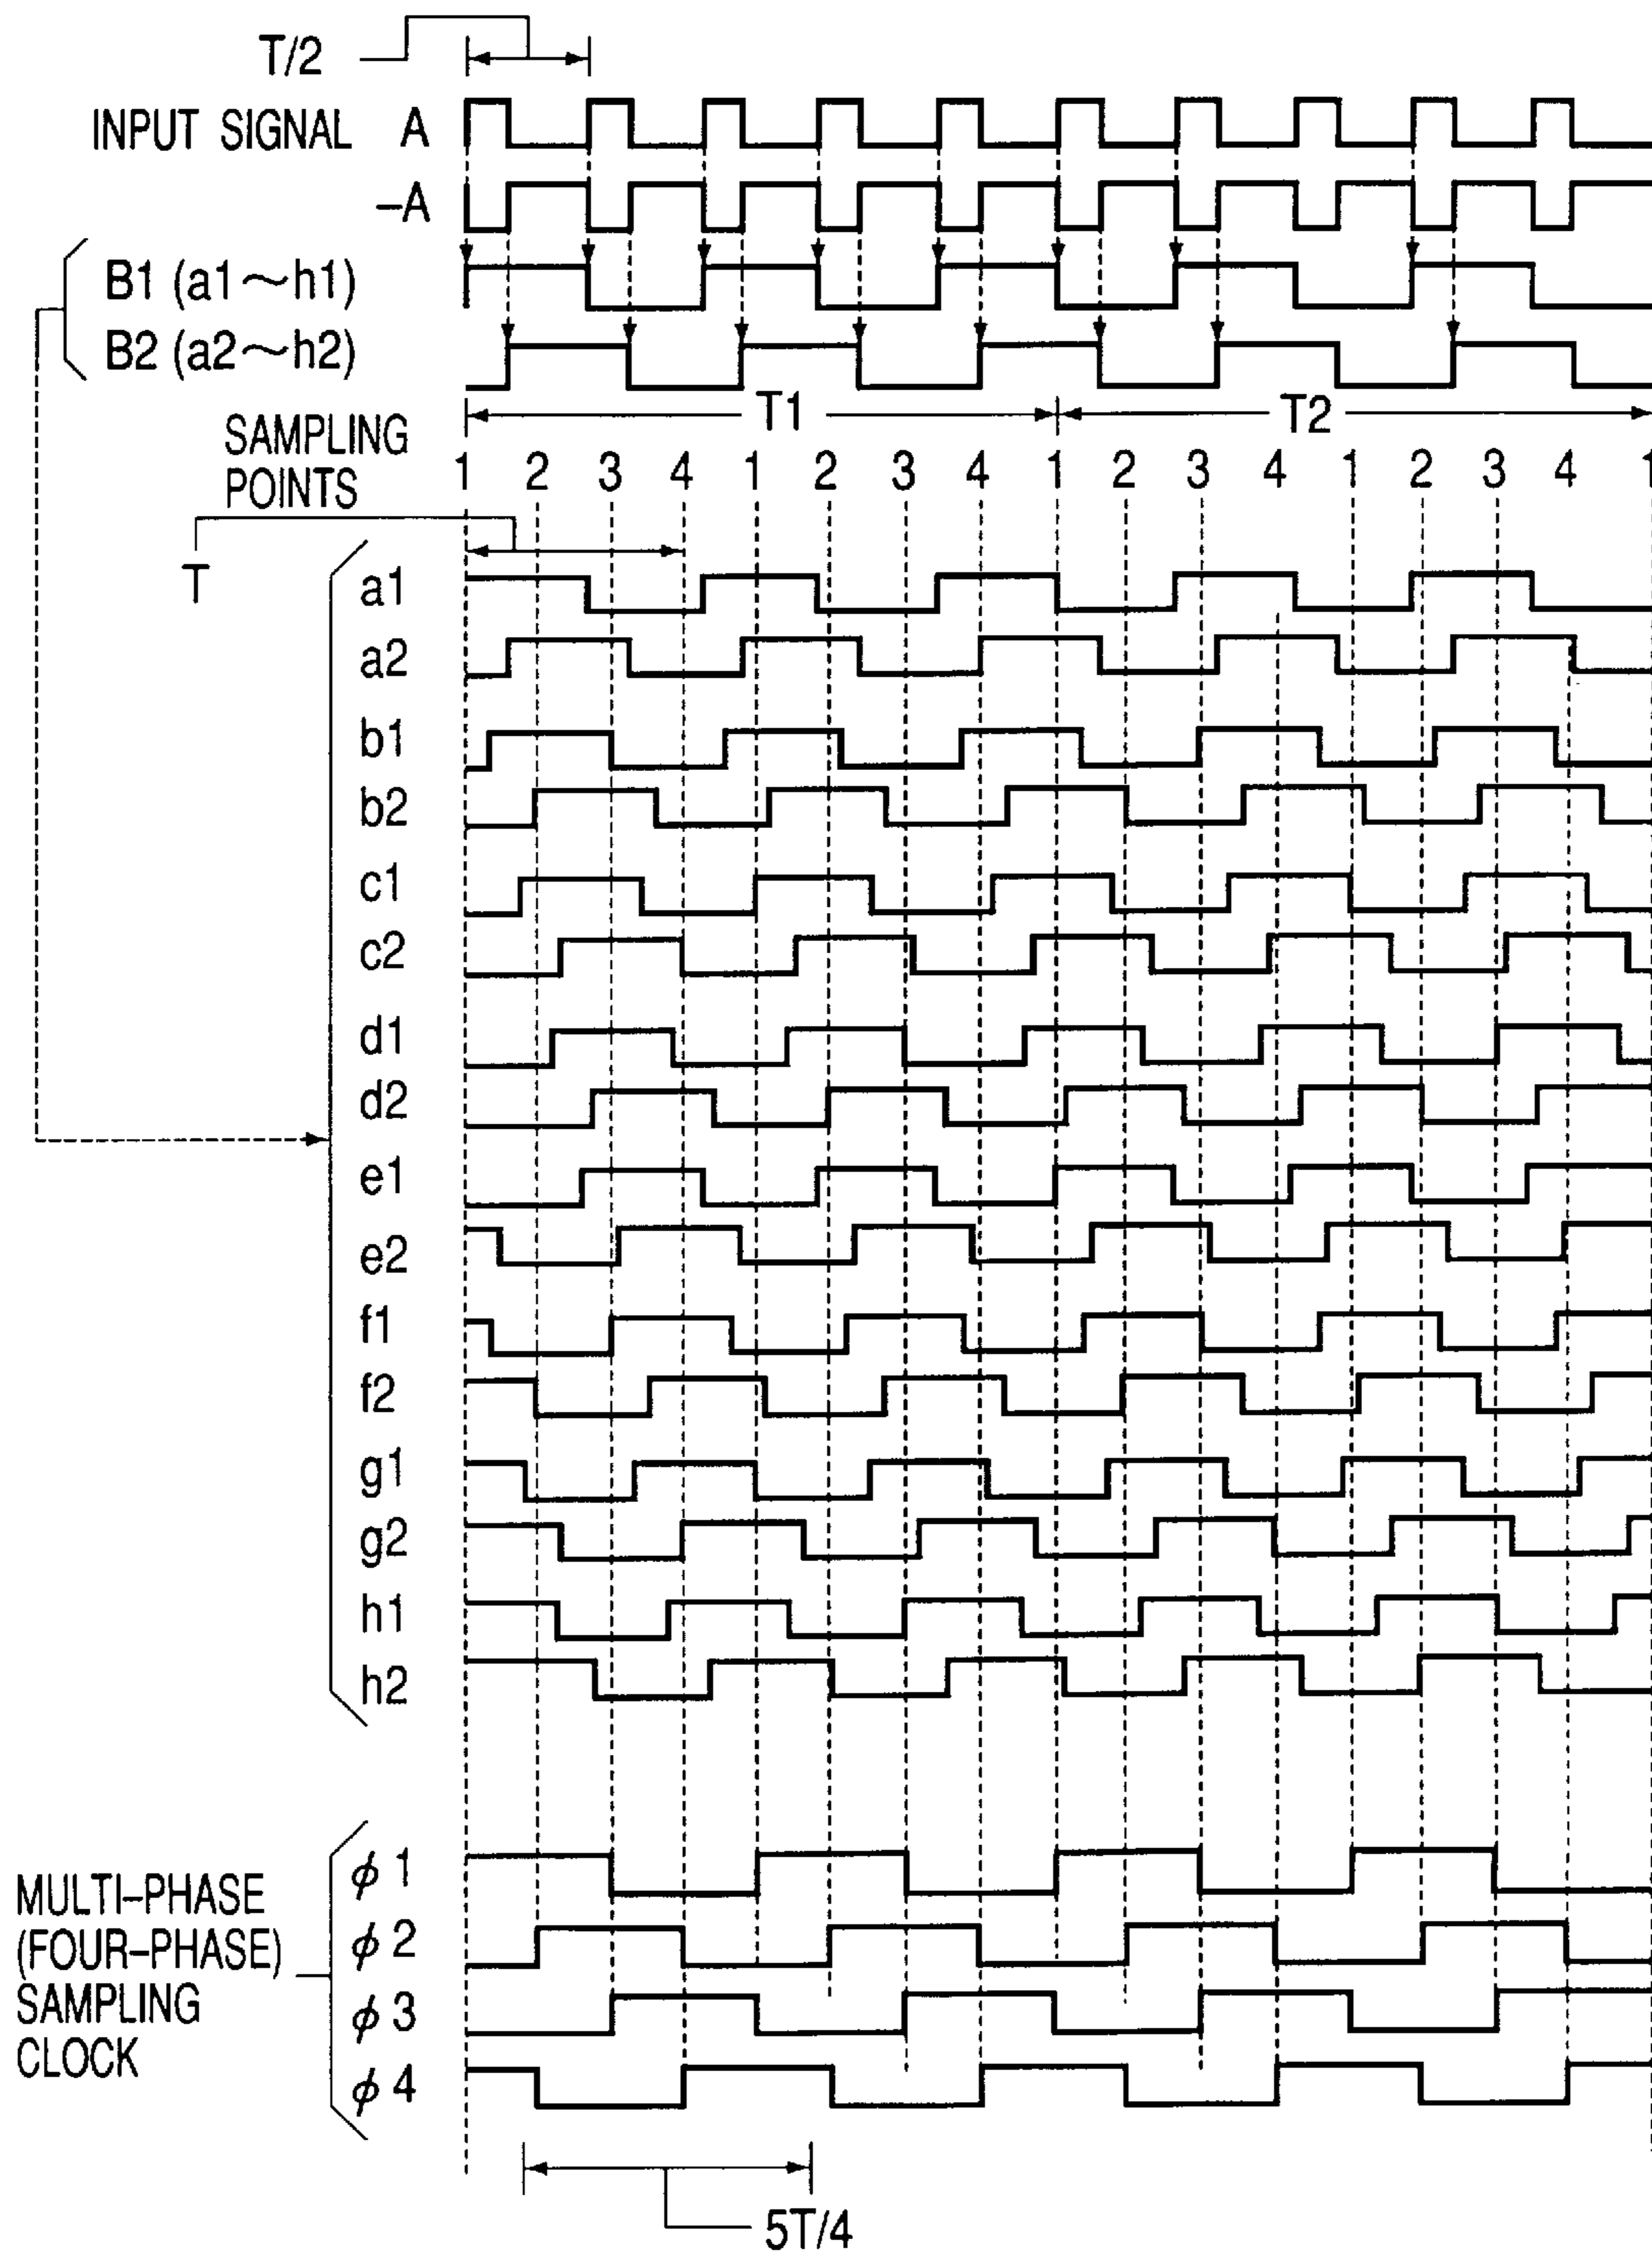 T/2
INPUT SIGNAL A
–A
B1 (a1～h1)
B2 (a2～h2)
T1 T2
SAMPLING
POINTS
1 2 3 4 1 2 3 4 1 2 3 4 1 2 3 4 1
T
a1
a2
b1
b2
c1
c2
d1
d2
e1
e2
f1
f2
g1
g2
h1
h2
MULTI–PHASE
(FOUR–PHASE)
SAMPLING
CLOCK
ϕ1
ϕ2
ϕ3
ϕ4
5T/4